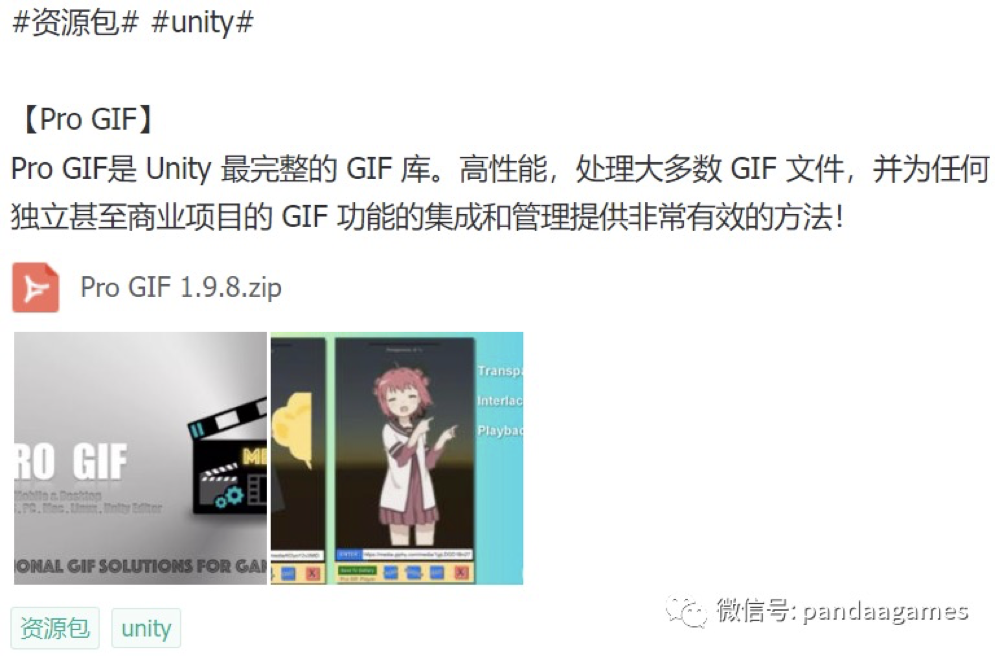 #资源包# #unity#
【Pro GIF】
Pro GIF是 Unity 最完整的 GIF 库。高性能，处理大多数 GIF 文件，并为任何
独立甚至商业项目的 GIF 功能的集成和管理提供非常有效的方法！
Pro GIF 1.9.8.zip
RO GIF
Mobile & Desktop
, PC, Mac, Linux, Unity Editor
IONAL GIF SOLUTIONS FOR GAM
Transpa
Interlac
Playbac
资源包 unity
微信号: pandaagames